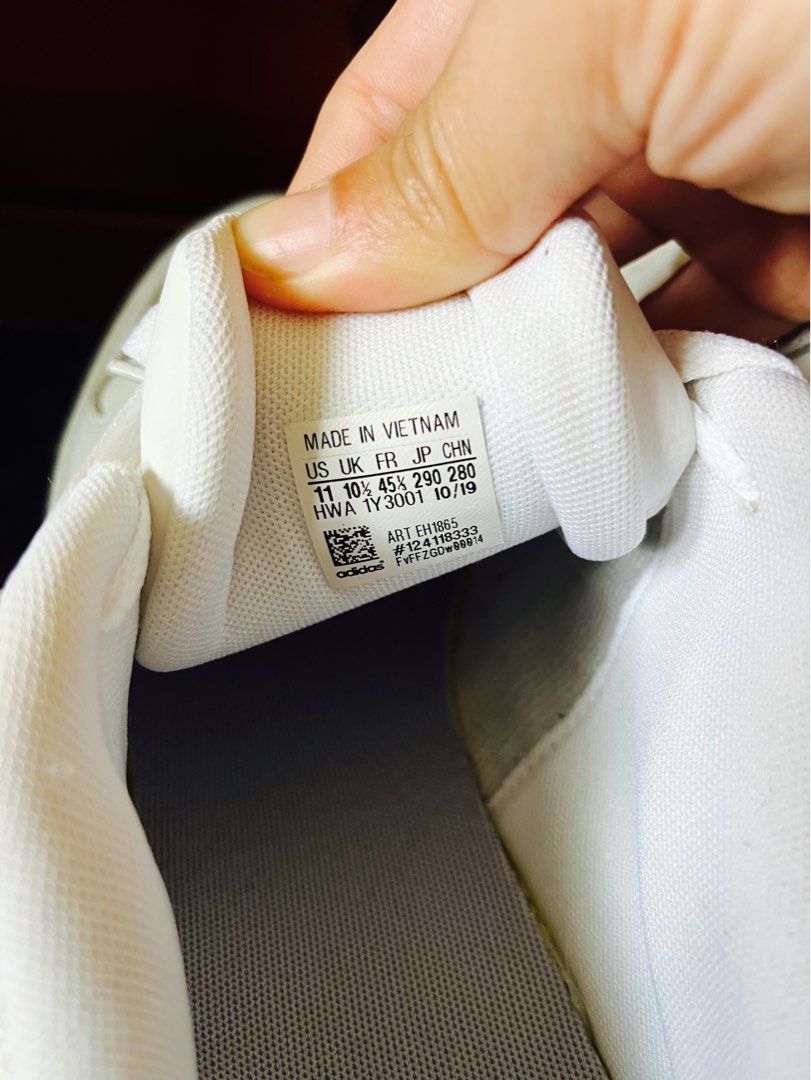 MADE IN VIETNAM
US UK FR JP CHN
11 10½ 45⅓ 290 280
HWA 1Y3001 10/19
ART EH1865
#124118333
FVFFZGDW00014
adidas